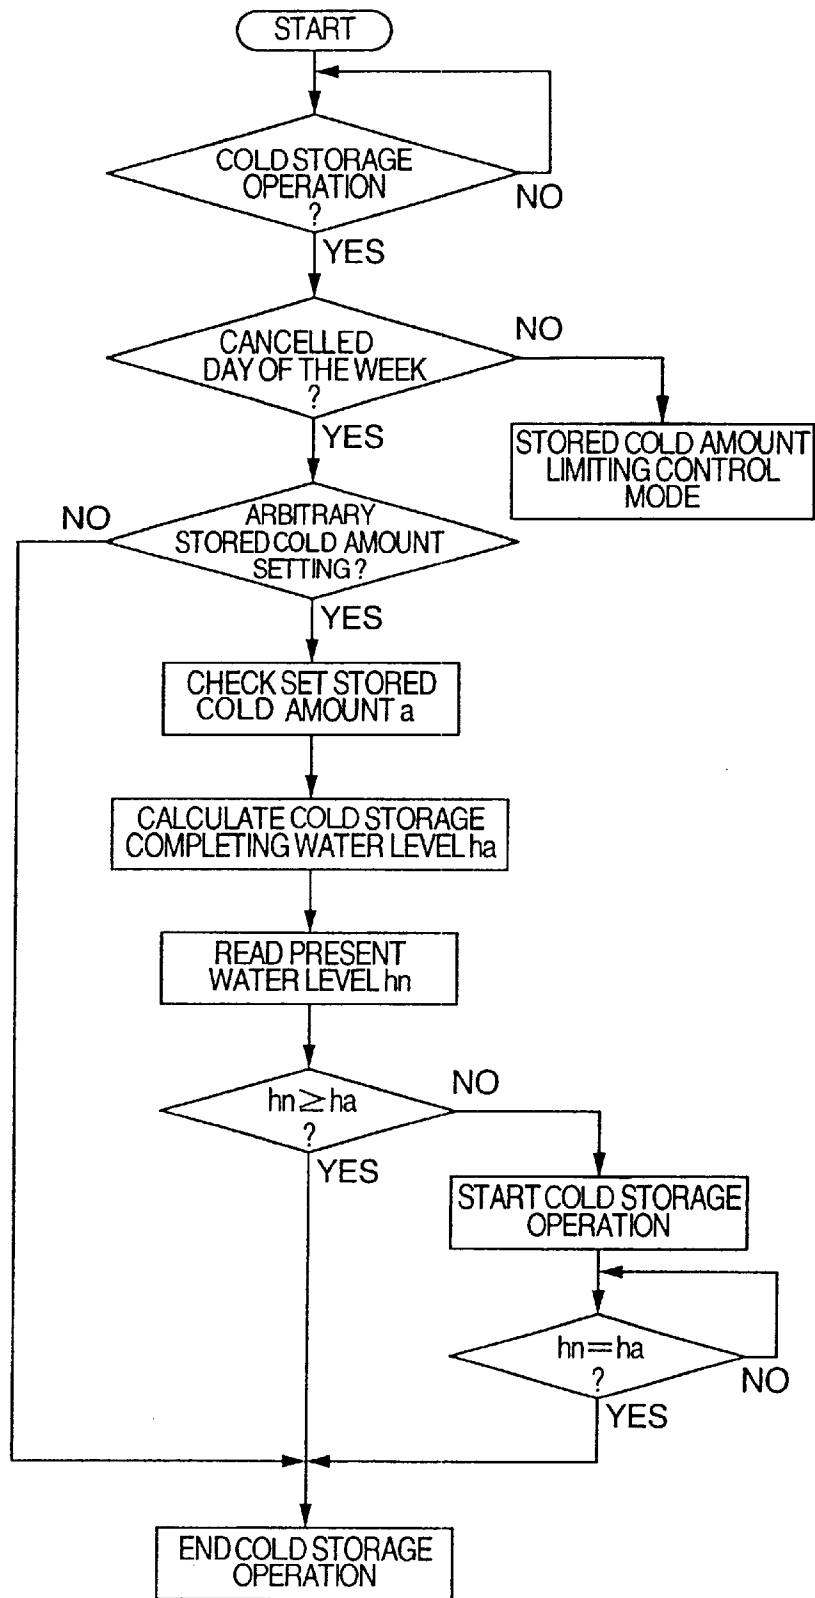 START
COLD STORAGE
OPERATION
?
NO
YES
CANCELLED
DAY OF THE WEEK
?
NO
YES
STORED COLD AMOUNT
LIMITING CONTROL
MODE
NO
ARBITRARY
STORED COLD AMOUNT
SETTING?
YES
CHECK SET STORED
COLD AMOUNT a
CALCULATE COLD STORAGE
COMPLETING WATER LEVEL ha
READ PRESENT
WATER LEVEL hn
hn≥ha
?
NO
YES
START COLD STORAGE
OPERATION
hn=ha
?
NO
YES
END COLD STORAGE
OPERATION